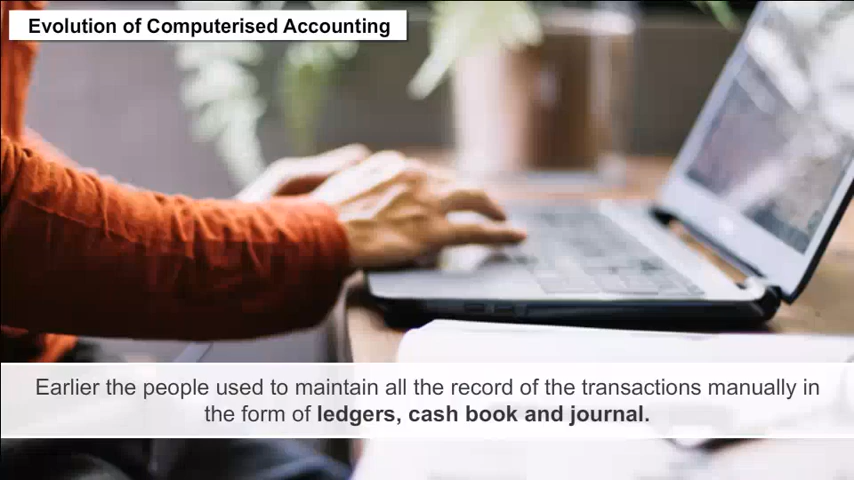 Evolution of Computerised Accounting
Earlier the people used to maintain all the record of the transactions manually in
the form of ledgers, cash book and journal.